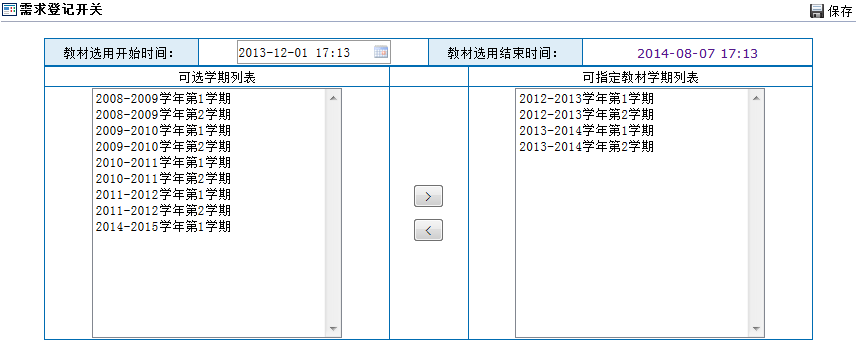 需求登记开关
保存
教材选用开始时间：
2013-12-01 17:13
教材选用结束时间：
2014-08-07 17:13
可选学期列表
可指定教材学期列表
2008-2009学年第1学期
2008-2009学年第2学期
2009-2010学年第1学期
2009-2010学年第2学期
2010-2011学年第1学期
2010-2011学年第2学期
2011-2012学年第1学期
2011-2012学年第2学期
2014-2015学年第1学期
>
<
2012-2013学年第1学期
2012-2013学年第2学期
2013-2014学年第1学期
2013-2014学年第2学期